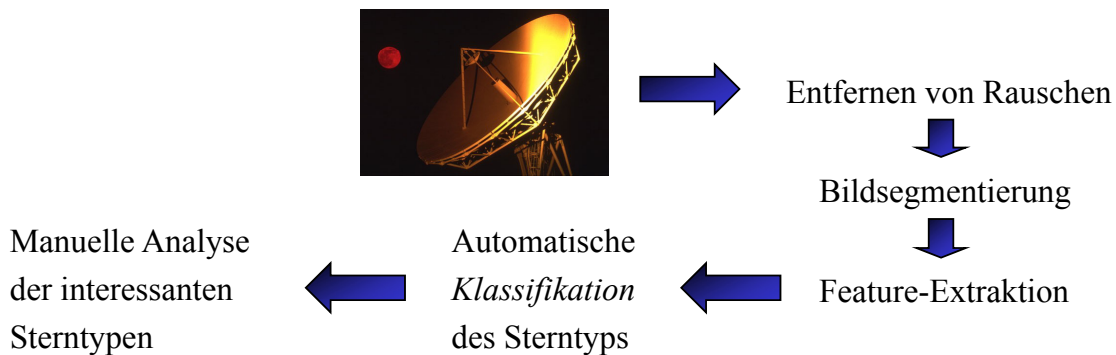 Entfernen von Rauschen
Bildsegmentierung
Feature-Extraktion
Automatische
Klassifikation
des Sterntyps
Manuelle Analyse
der interessanten
Sterntypen